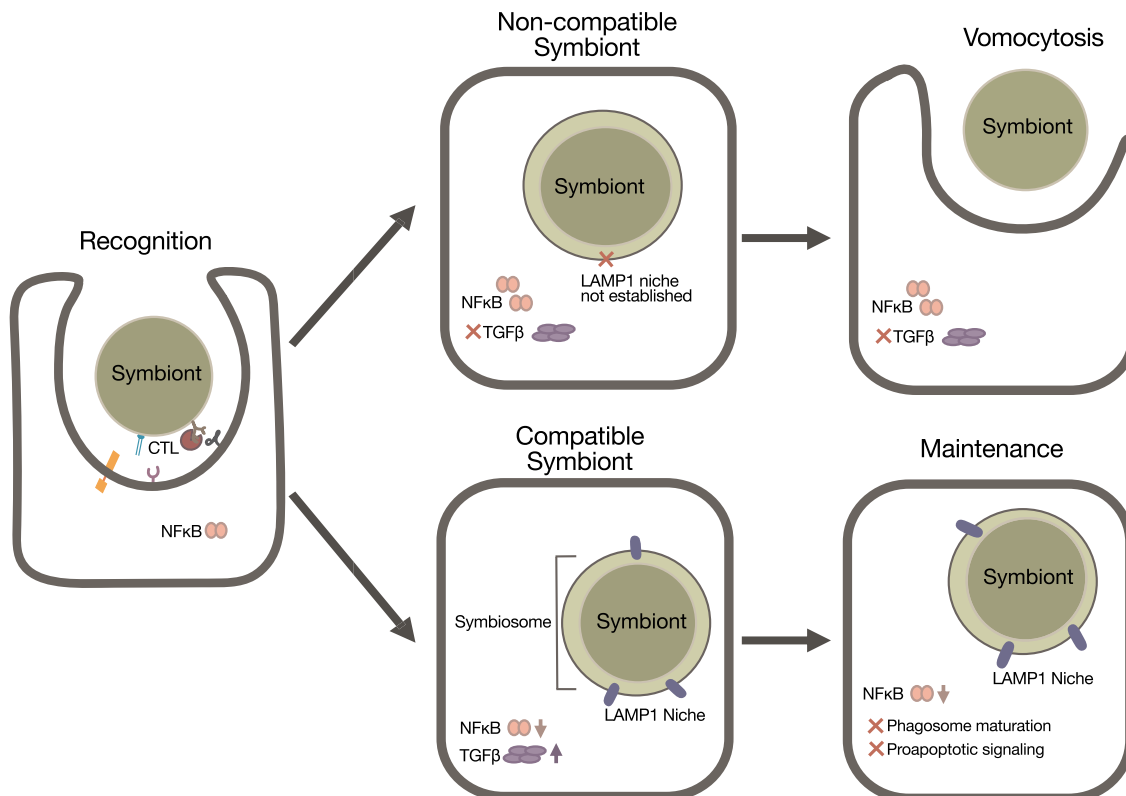 Recognition
Symbiont
CTL
NFκB
Non-compatible
Symbiont
Symbiont
LAMP1 niche
not established
NFκB
TGFβ
Vomocytosis
Symbiont
NFκB
TGFβ
Compatible
Symbiont
Symbiosome
Symbiont
LAMP1 Niche
NFκB
TGFβ
Maintenance
Symbiont
LAMP1 Niche
NFκB
Phagosome maturation
Proapoptotic signaling